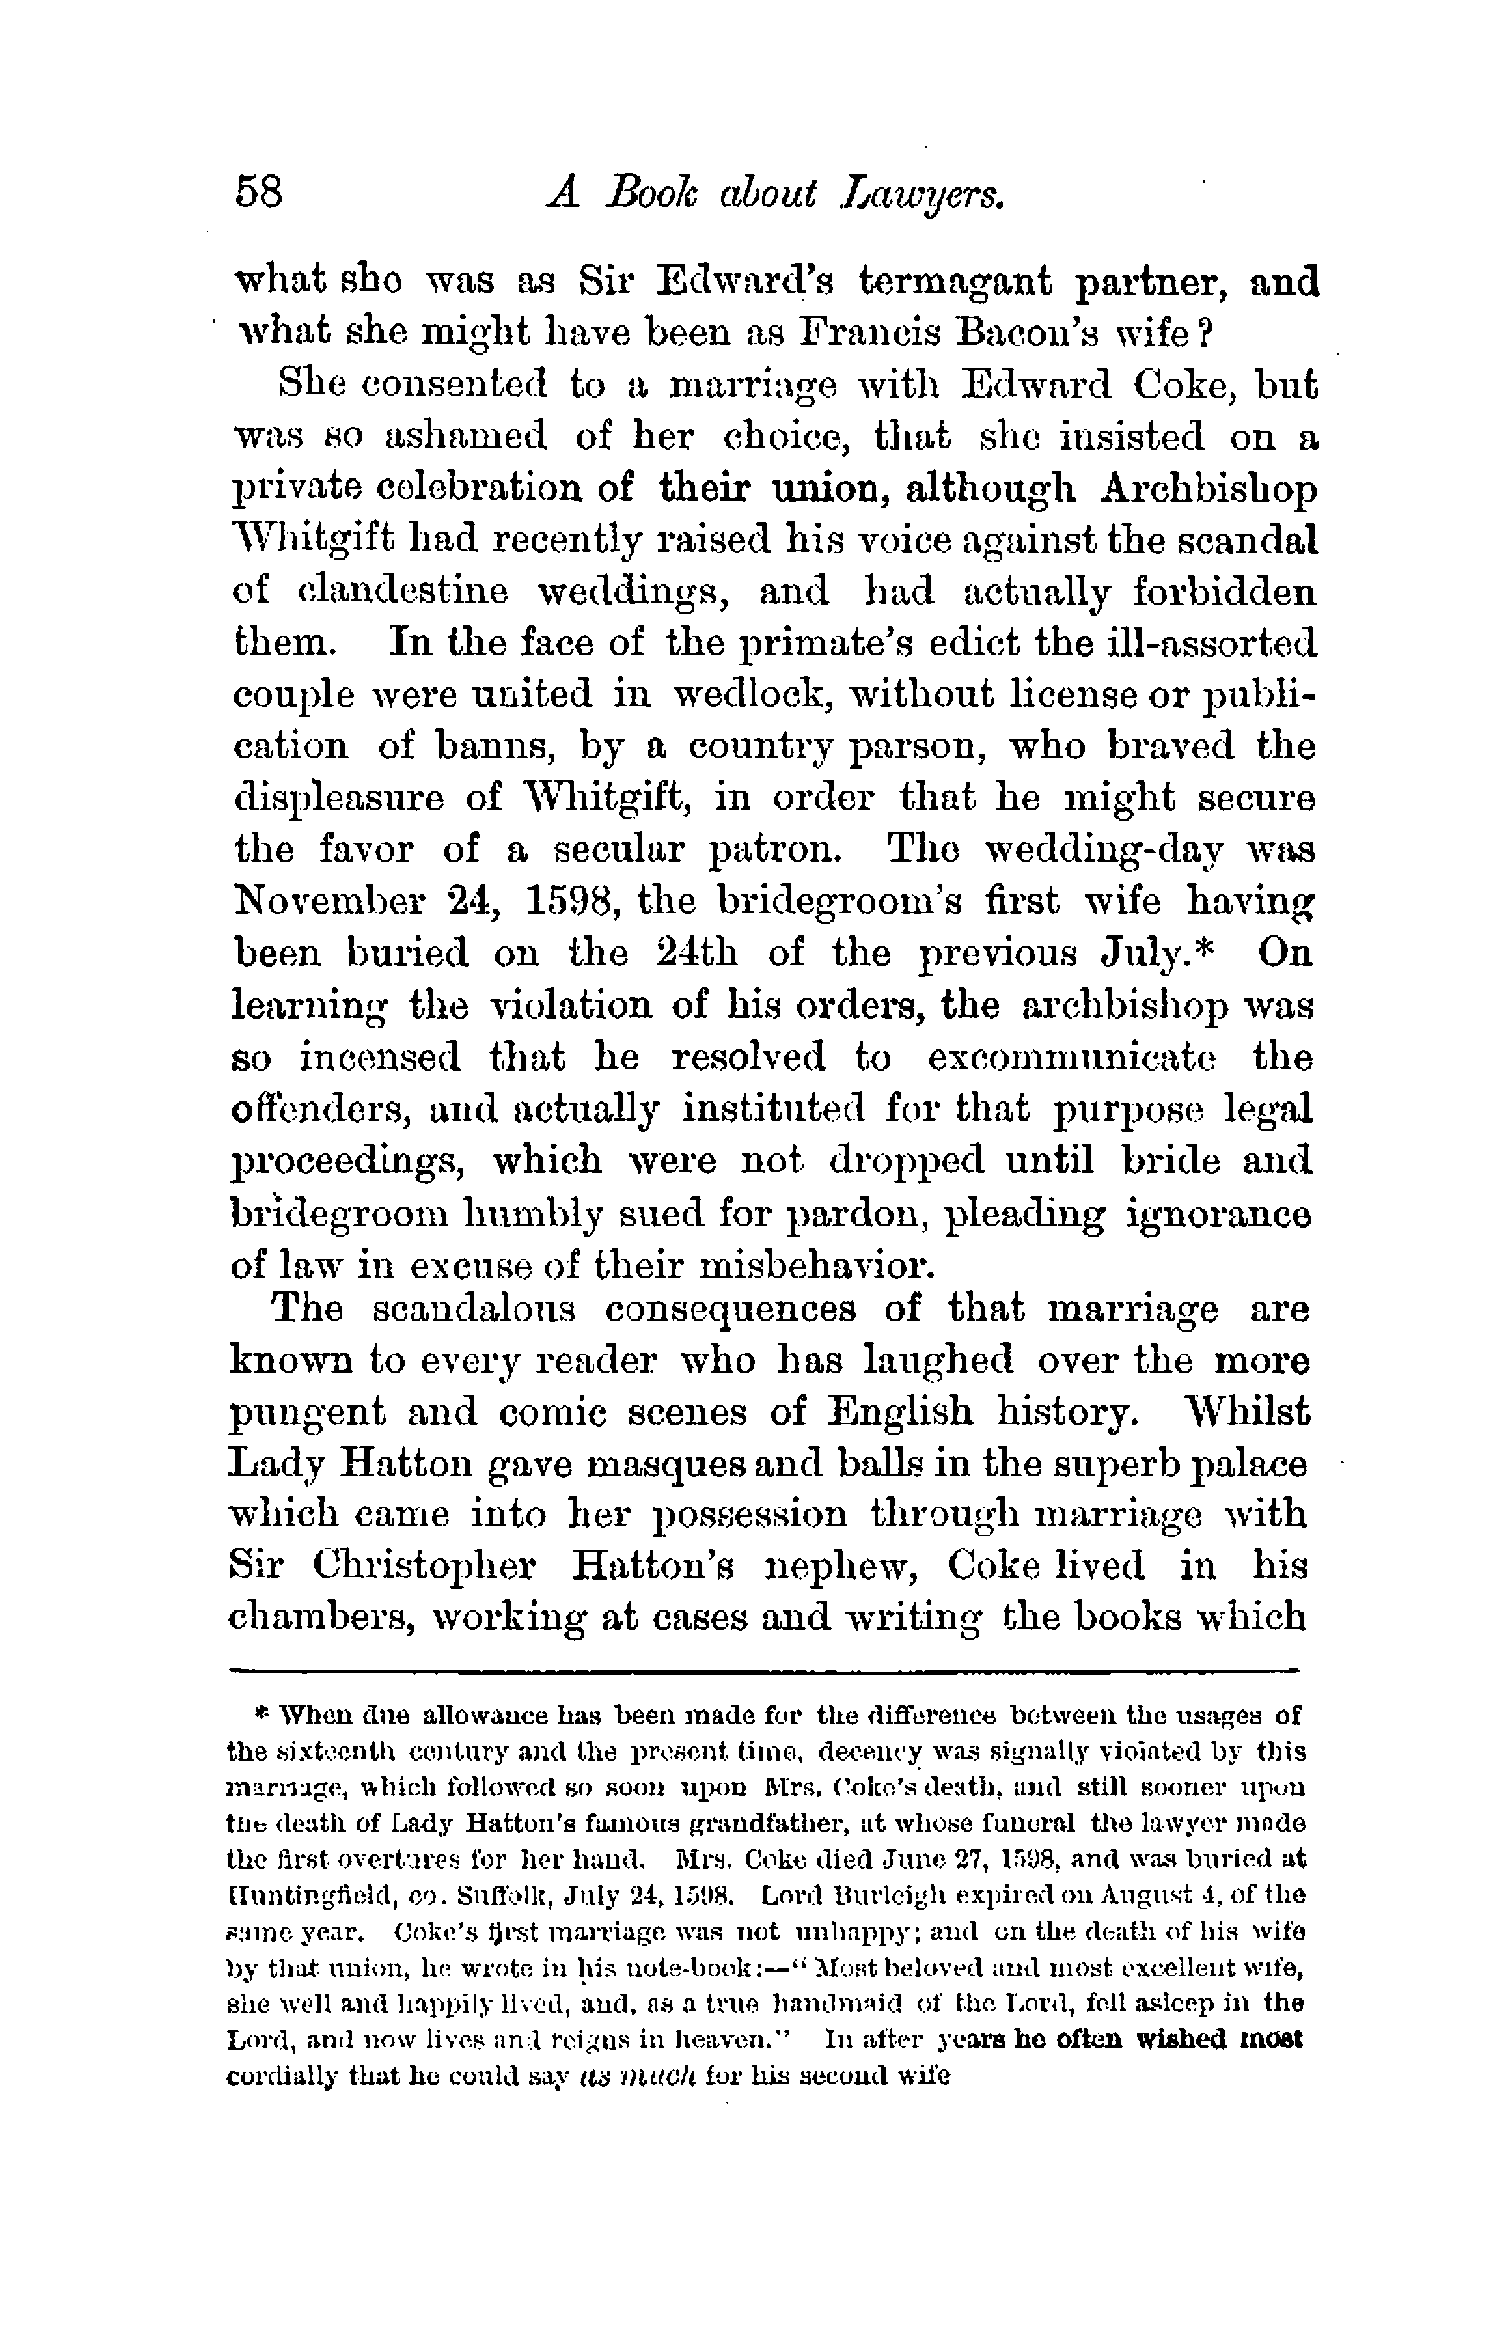 58 A Book about Lawyers.
what she was as Sir Edward's termagant partner, and
what she might have been as Francis Bacon's wife?
She consented to a marriage with Edward Coke, but
was so ashamed of her choice, that she insisted on a
private celebration of their union, although Archbishop
Whitgift had recently raised his voice against the scandal
of clandestine weddings, and had actually forbidden
them. In the face of the primate's edict the ill-assorted
couple were united in wedlock, without license or publi-
cation of banns, by a country parson, who braved the
displeasure of Whitgift, in order that he might secure
the favor of a secular patron. The wedding-day was
November 24, 1598, the bridegroom's first wife having
been buried on the 24th of the previous July.* On
learning the violation of his orders, the archbishop was
so incensed that he resolved to excommunicate the
offenders, and actually instituted for that purpose legal
proceedings, which were not dropped until bride and
bridegroom humbly sued for pardon, pleading ignorance
of law in excuse of their misbehavior.
The scandalous consequences of that marriage are
known to every reader who has laughed over the more
pungent and comic scenes of English history. Whilst
Lady Hatton gave masques and balls in the superb palace
which came into her possession through marriage with
Sir Christopher Hatton's nephew, Coke lived in his
chambers, working at cases and writing the books which
* When due allowance has been made for the difference between the usages of
the sixteenth century and the present time, decency was signally violated by this
marriage, which followed so soon upon Mrs. Coke's death, and still sooner upon
the death of Lady Hatton's famous grandfather, at whose funeral the lawyer made
the first overtures for her hand. Mrs. Coke died June 27, 1598, and was buried at
Huntingfield, co. Suffolk, July 24, 1598. Lord Burleigh expired on August 4, of the
same year. Coke's first marriage was not unhappy; and on the death of his wife
by that union, he wrote in his note-book:—"Most beloved and most excellent wife,
she well and happily lived, and, as a true handmaid of the Lord, fell asleep in the
Lord, and now lives and reigns in heaven." In after years he often wished most
cordially that he could say as much for his second wife